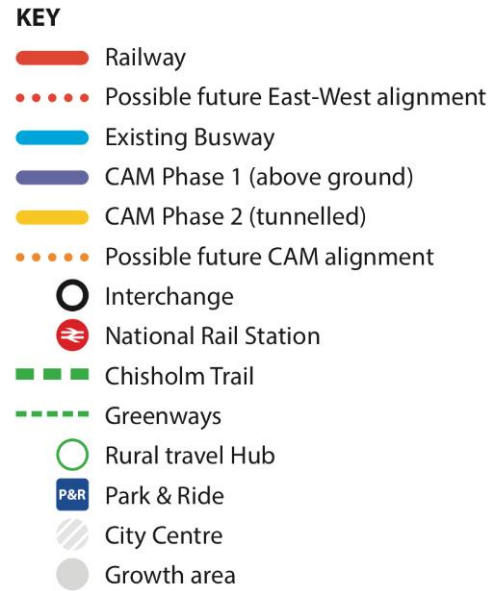 KEY
Railway
Possible future East-West alignment
Existing Busway
CAM Phase 1 (above ground)
CAM Phase 2 (tunnelled)
Possible future CAM alignment
Interchange
National Rail Station
Chisholm Trail
Greenways
Rural travel Hub
P&R Park & Ride
City Centre
Growth area